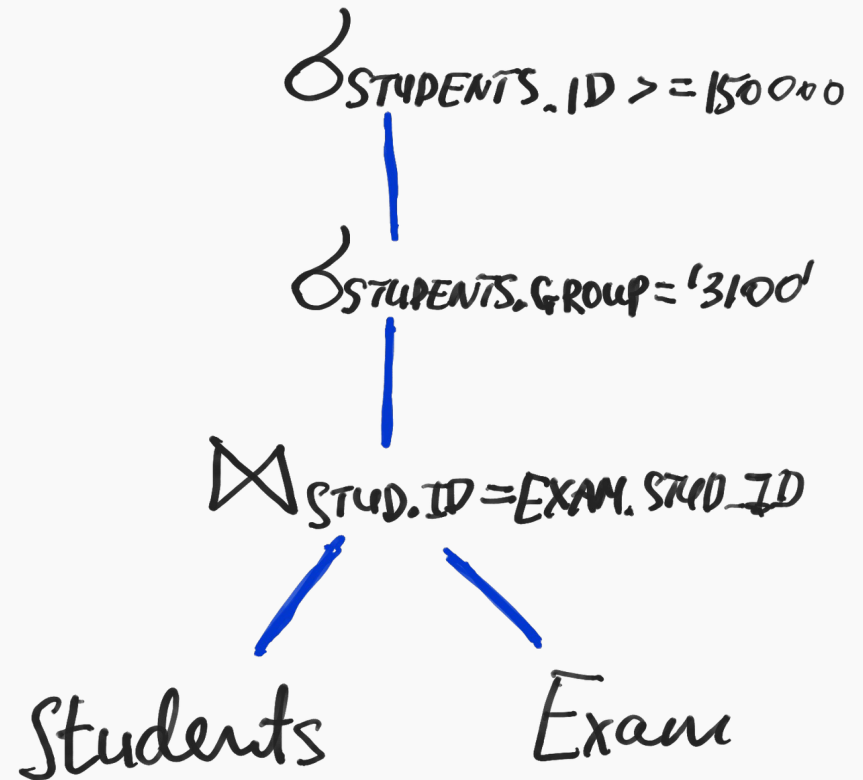 σSTUDENTS.ID >= 150000
σSTUDENTS.GROUP = '3100'
⋈ STUD.ID = EXAM.STUD_ID
Students Exam